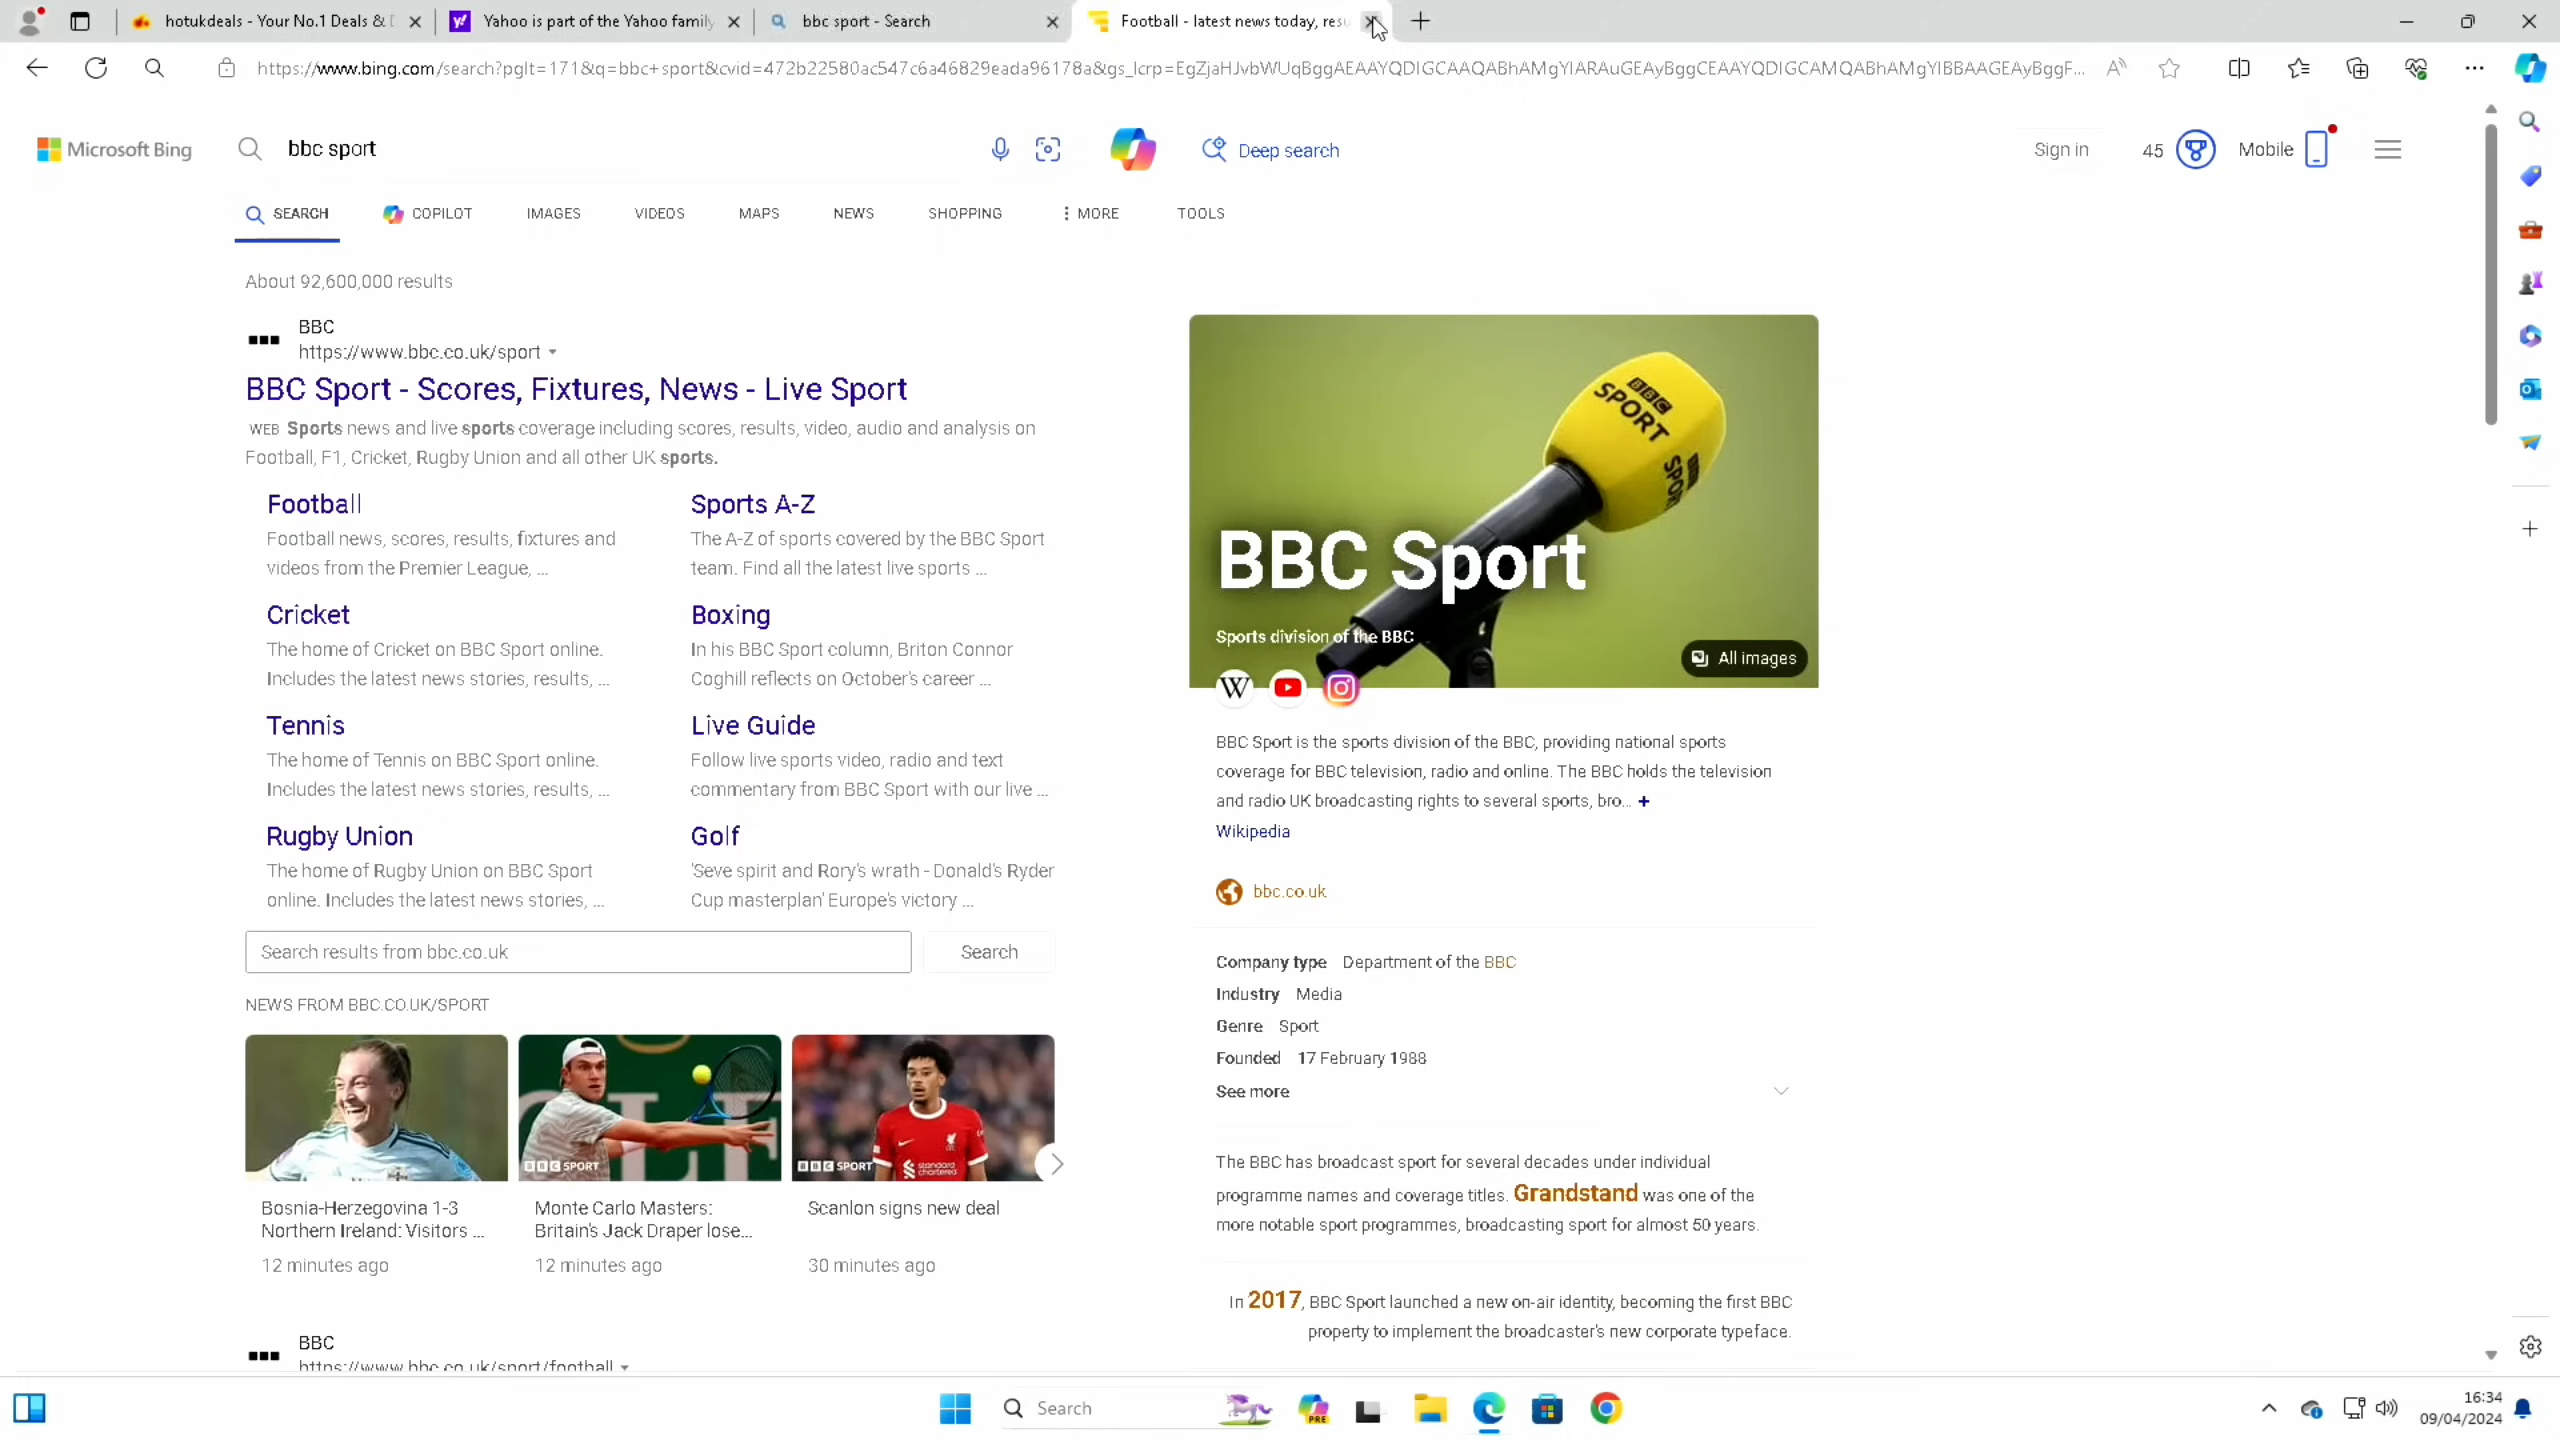 hotukdeals - Your No.1 Deals & D
Yahoo is part of the Yahoo family
bbc sport - Search
Football - latest news today, resu
https://www.bing.com/search?pglt=171&q=bbc+sport&cvid=472b22580ac547c6a46829eada96178a&gs_lcrp=EgZjaHJvbWUqBggAEAAYQDIGCAAQABhAMgYIARAuGEAyBggCEAAYQDIGCAMQABhAMgYIBBAAGEAyBggF...
Microsoft Bing
bbc sport
Deep search
Sign in
45
Mobile
SEARCH
COPILOT
IMAGES
VIDEOS
MAPS
NEWS
SHOPPING
MORE
TOOLS
About 92,600,000 results
BBC
https://www.bbc.co.uk/sport
BBC Sport - Scores, Fixtures, News - Live Sport
WEB Sports news and live sports coverage including scores, results, video, audio and analysis on
Football, F1, Cricket, Rugby Union and all other UK sports.
Football
Football news, scores, results, fixtures and
videos from the Premier League, ...
Sports A-Z
The A-Z of sports covered by the BBC Sport
team. Find all the latest live sports ...
Cricket
The home of Cricket on BBC Sport online.
Includes the latest news stories, results, ...
Boxing
In his BBC Sport column, Briton Connor
Coghill reflects on October's career ...
Tennis
The home of Tennis on BBC Sport online.
Includes the latest news stories, results, ...
Live Guide
Follow live sports video, radio and text
commentary from BBC Sport with our live ...
Rugby Union
The home of Rugby Union on BBC Sport
online. Includes the latest news stories, ...
Golf
'Seve spirit and Rory's wrath - Donald's Ryder
Cup masterplan' Europe's victory ...
Search results from bbc.co.uk
Search
NEWS FROM BBC.CO.UK/SPORT
BBC SPORT
BBC SPORT
standard
chartered
Bosnia-Herzegovina 1-3
Northern Ireland: Visitors ...
12 minutes ago
Monte Carlo Masters:
Britain's Jack Draper lose...
12 minutes ago
Scanlon signs new deal
30 minutes ago
BBC
https://www.bbc.co.uk/sport/football
BBC
SPORT
SPORT
BBC Sport
Sports division of the BBC
All images
W
BBC Sport is the sports division of the BBC, providing national sports
coverage for BBC television, radio and online. The BBC holds the television
and radio UK broadcasting rights to several sports, bro... +
Wikipedia
bbc.co.uk
Company type Department of the BBC
Industry Media
Genre Sport
Founded 17 February 1988
See more
The BBC has broadcast sport for several decades under individual
programme names and coverage titles. Grandstand was one of the
more notable sport programmes, broadcasting sport for almost 50 years.
In 2017, BBC Sport launched a new on-air identity, becoming the first BBC
property to implement the broadcaster's new corporate typeface.
Search
PRE
16:34
09/04/2024